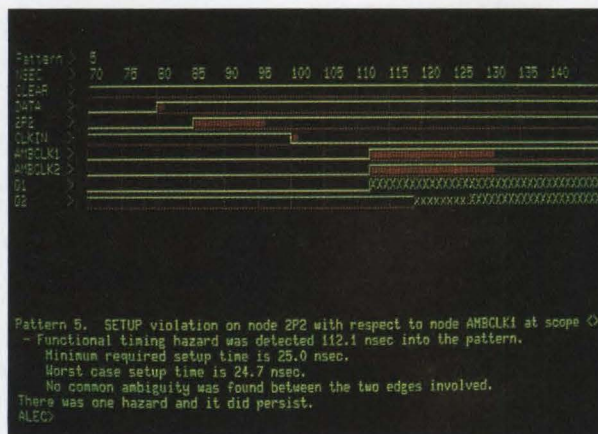 Pattern > 5
NSEC > 70 75 80 85 90 95 100 105 110 115 120 125 130 135 140
CLEAR >
DATA >
2P2 >
CLKIN >
AMBCLK1 >
AMBCLK2 >
Q1 >
Q2 >
Pattern 5. SETUP violation on node 2P2 with respect to node AMBCLK1 at scope <>
- Functional timing hazard was detected 112.1 nsec into the pattern.
Minimum required setup time is 25.0 nsec.
Worst case setup time is 24.7 nsec.
No common ambiguity was found between the two edges involved.
There was one hazard and it did persist.
ALEC>